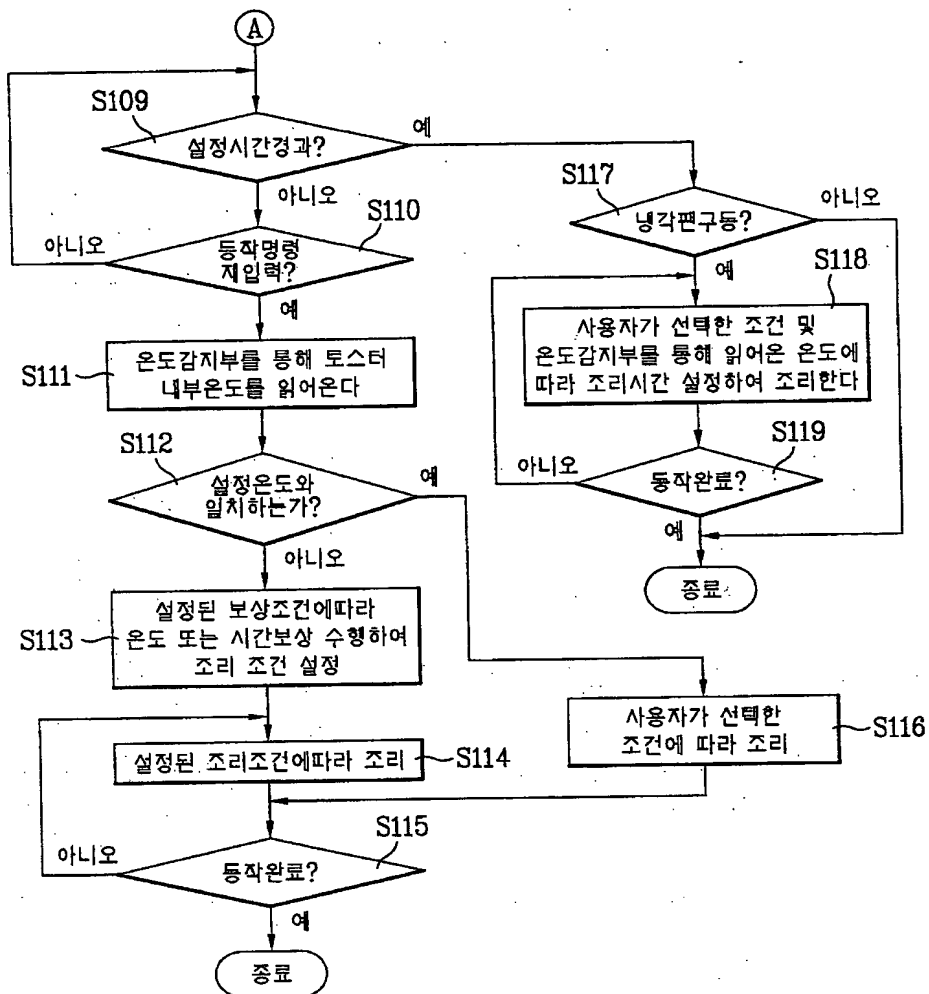 A
S109
설정시간경과?
예
아니오
S110
동작명령
재입력?
아니오
예
S111
온도감지부를 통해 토스터
내부온도를 읽어온다
S112
설정온도와
일치하는가?
예
아니오
S113
설정된 보상조건에따라
온도 또는 시간보상 수행하여
조리 조건 설정
설정된 조리조건에따라 조리
S114
S115
동작완료?
아니오
예
종료
S117
냉각팬구동?
아니오
예
S118
사용자가 선택한 조건 및
온도감지부를 통해 읽어온 온도에
따라 조리시간 설정하여 조리한다
S119
동작완료?
아니오
예
종료
사용자가 선택한
조건에 따라 조리
S116